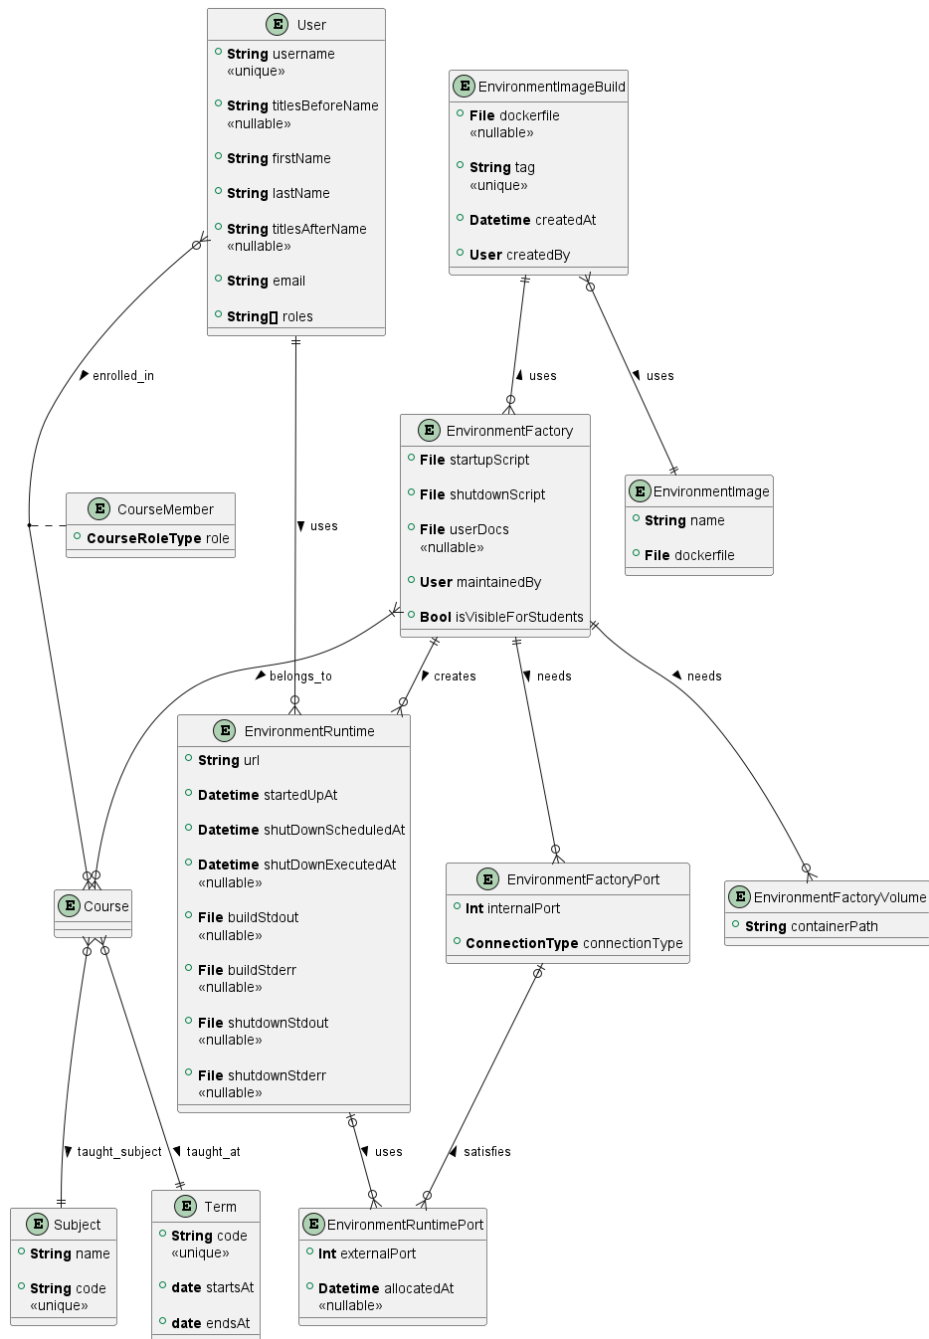 E User
String username
«unique»
String titlesBeforeName
«nullable»
String firstName
String lastName
String titlesAfterName
«nullable»
String email
String[] roles
E EnvironmentImageBuild
File dockerfile
«nullable»
String tag
«unique»
Datetime createdAt
User createdBy
enrolled_in
uses
uses
E EnvironmentFactory
File startupScript
File shutdownScript
File userDocs
«nullable»
User maintainedBy
Bool isVisibleForStudents
E EnvironmentImage
String name
File dockerfile
E CourseMember
CourseRoleType role
uses
belongs_to
creates
needs
needs
E EnvironmentRuntime
String url
Datetime startedUpAt
Datetime shutDownScheduledAt
Datetime shutDownExecutedAt
«nullable»
File buildStdout
«nullable»
File buildStderr
«nullable»
File shutdownStdout
«nullable»
File shutdownStderr
«nullable»
E EnvironmentFactoryPort
Int internalPort
ConnectionType connectionType
E EnvironmentFactoryVolume
String containerPath
E Course
taught_subject
taught_at
uses
satisfies
E Subject
String name
String code
«unique»
E Term
String code
«unique»
date startsAt
date endsAt
E EnvironmentRuntimePort
Int externalPort
Datetime allocatedAt
«nullable»